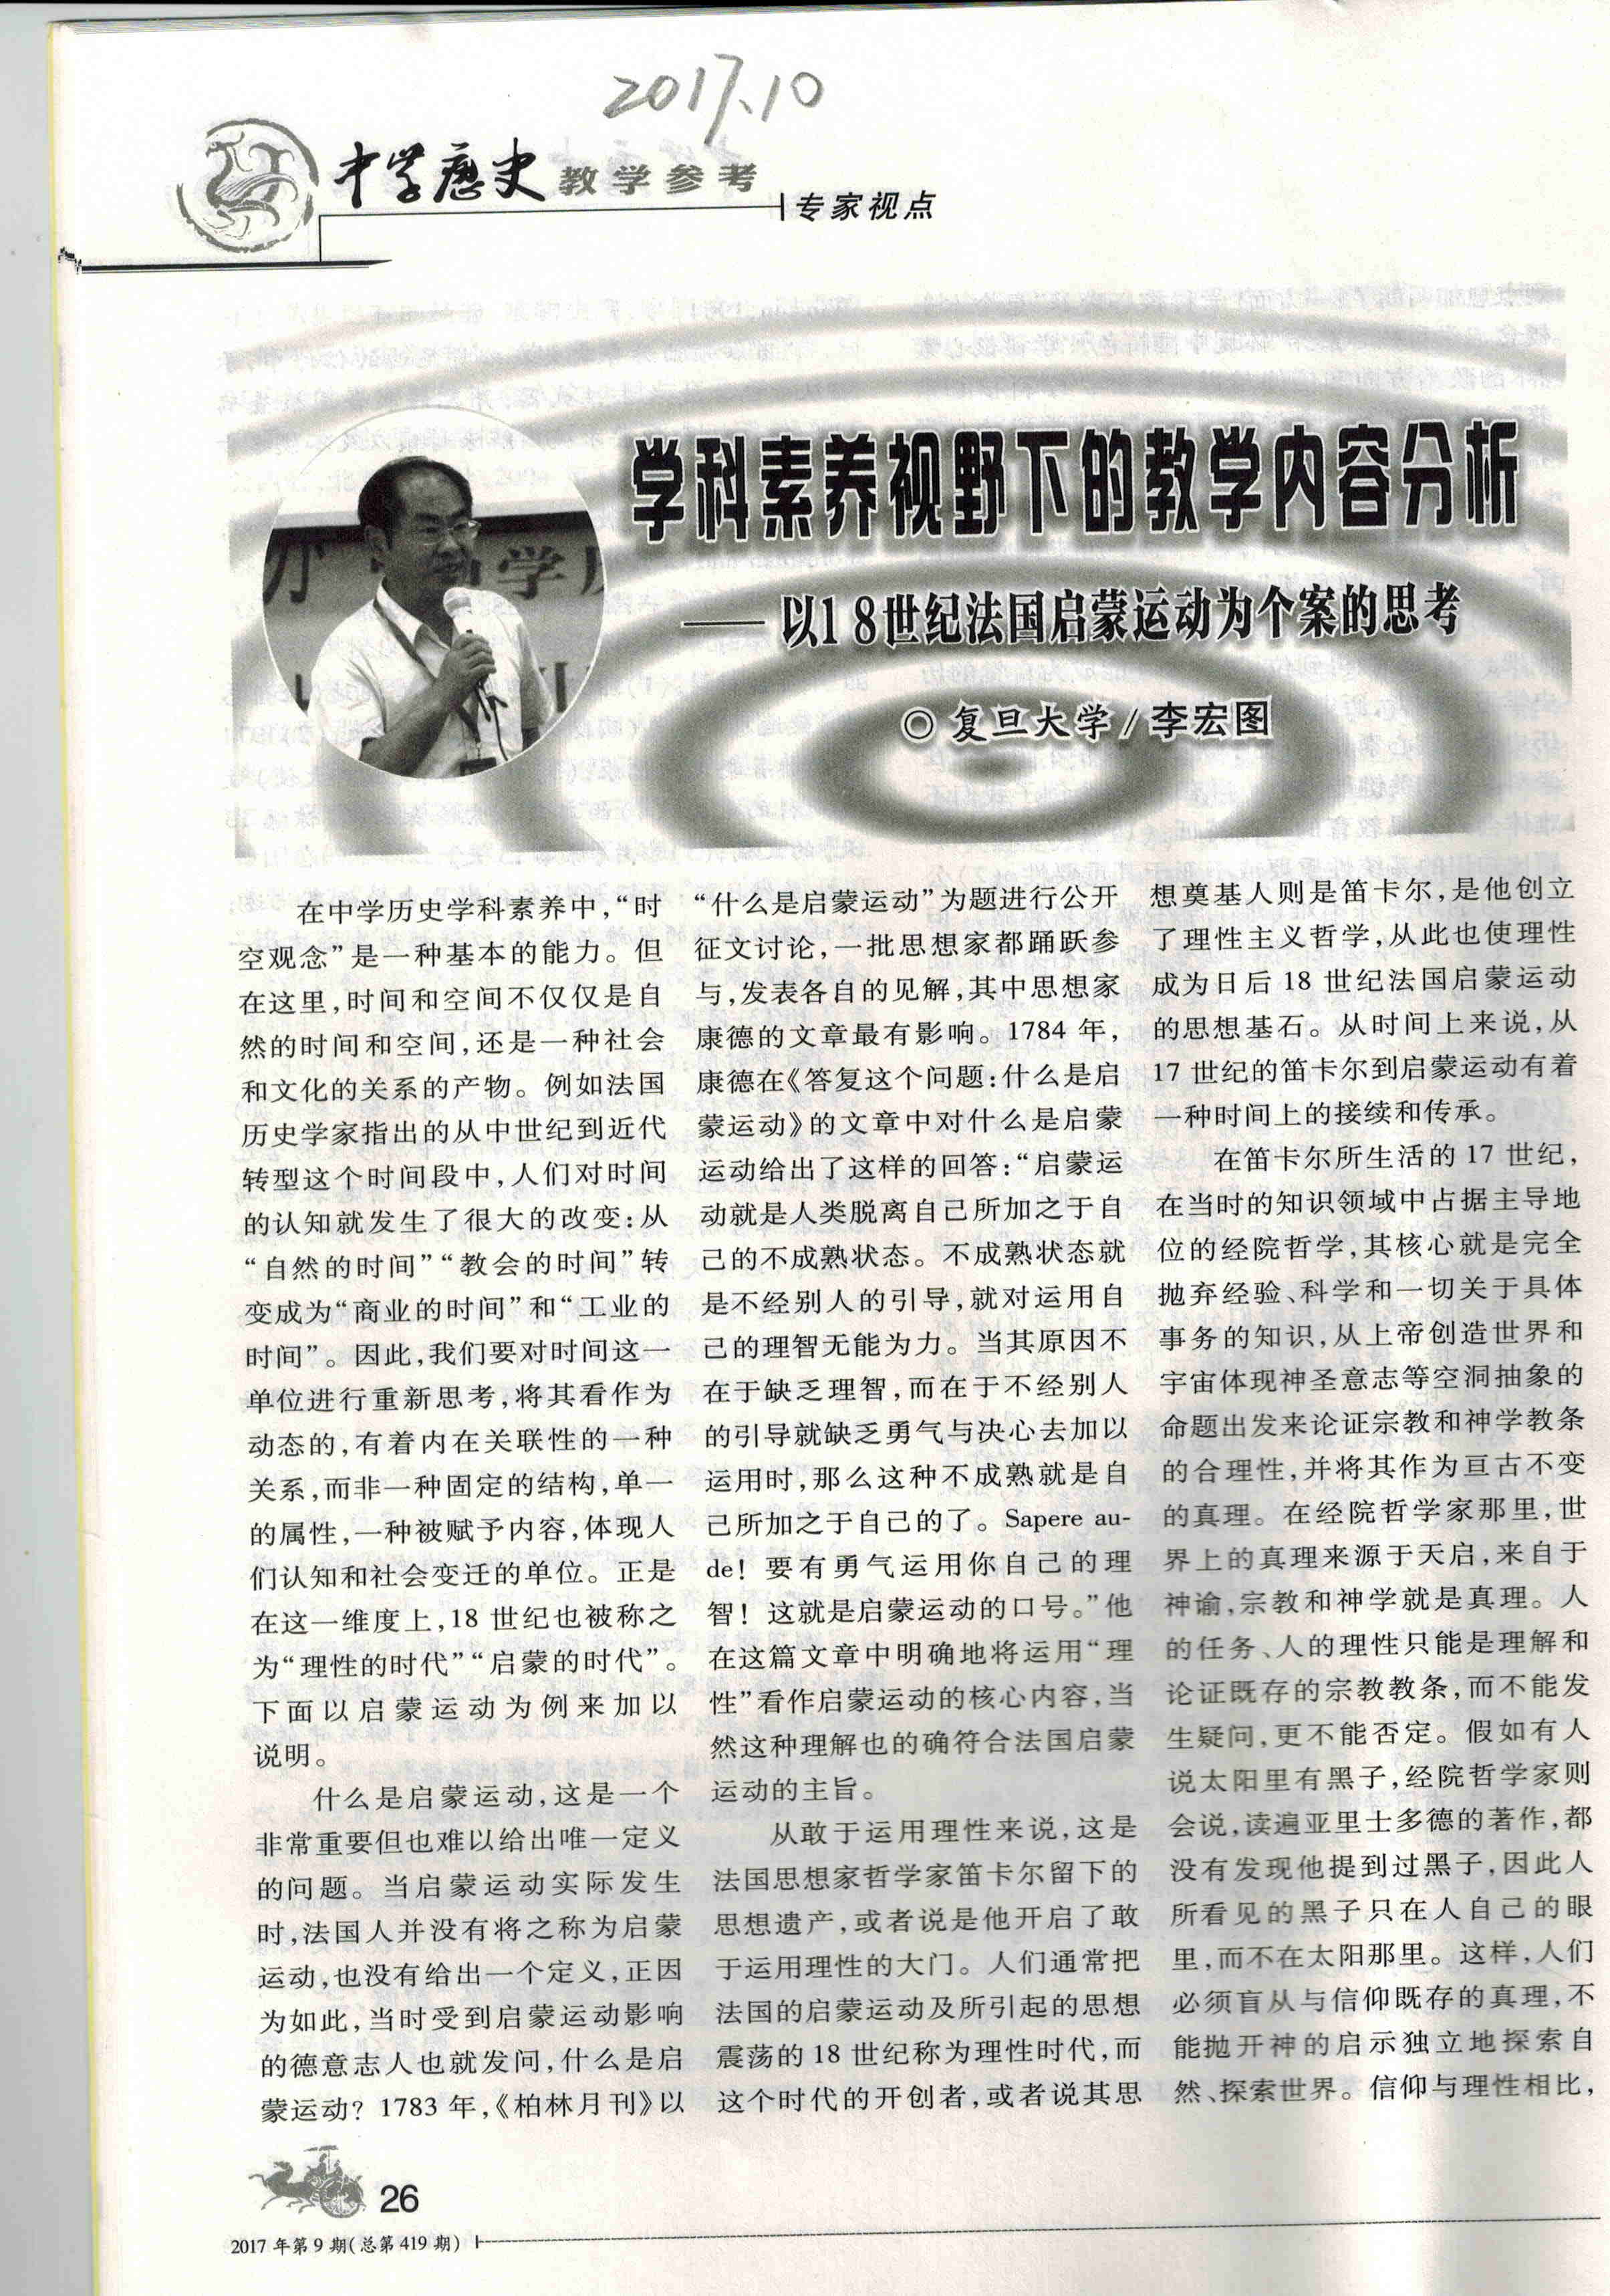 2017.10
中学历史教学参考
专家视点
学科素养视野下的教学内容分析
——以18世纪法国启蒙运动为个案的思考
◎ 复旦大学/李宏图
在中学历史学科素养中,“时
空观念”是一种基本的能力。但
在这里,时间和空间不仅仅是自
然的时间和空间,还是一种社会
和文化的关系的产物。例如法国
历史学家指出的从中世纪到近代
转型这个时间段中,人们对时间
的认知就发生了很大的改变:从
“自然的时间”“教会的时间”转
变成为“商业的时间”和“工业的
时间”。因此,我们要对时间这一
单位进行重新思考,将其看作为
动态的,有着内在关联性的一种
关系,而非一种固定的结构,单一
的属性,一种被赋予内容,体现人
们认知和社会变迁的单位。正是
在这一维度上,18 世纪也被称之
为“理性的时代”“启蒙的时代”。
下面以启蒙运动为例来加以
说明。
什么是启蒙运动,这是一个
非常重要但也难以给出唯一定义
的问题。当启蒙运动实际发生
时,法国人并没有将之称为启蒙
运动,也没有给出一个定义,正因
为如此,当时受到启蒙运动影响
的德意志人也就发问,什么是启
蒙运动? 1783 年,《柏林月刊》以
“什么是启蒙运动”为题进行公开
征文讨论,一批思想家都踊跃参
与,发表各自的见解,其中思想家
康德的文章最有影响。1784 年,
康德在《答复这个问题:什么是启
蒙运动》的文章中对什么是启蒙
运动给出了这样的回答:“启蒙运
动就是人类脱离自己所加之于自
己的不成熟状态。不成熟状态就
是不经别人的引导,就对运用自
己的理智无能为力。当其原因不
在于缺乏理智,而在于不经别人
的引导就缺乏勇气与决心去加以
运用时,那么这种不成熟就是自
己所加之于自己的了。Sapere au-
de! 要有勇气运用你自己的理
智! 这就是启蒙运动的口号。”他
在这篇文章中明确地将运用“理
性”看作启蒙运动的核心内容,当
然这种理解也的确符合法国启蒙
运动的主旨。
从敢于运用理性来说,这是
法国思想家哲学家笛卡尔留下的
思想遗产,或者说是他开启了敢
于运用理性的大门。人们通常把
法国的启蒙运动及所引起的思想
震荡的 18 世纪称为理性时代,而
这个时代的开创者,或者说其思
想奠基人则是笛卡尔,是他创立
了理性主义哲学,从此也使理性
成为日后 18 世纪法国启蒙运动
的思想基石。从时间上来说,从
17 世纪的笛卡尔到启蒙运动有着
一种时间上的接续和传承。
在笛卡尔所生活的 17 世纪,
在当时的知识领域中占据主导地
位的经院哲学,其核心就是完全
抛弃经验、科学和一切关于具体
事务的知识,从上帝创造世界和
宇宙体现神圣意志等空洞抽象的
命题出发来论证宗教和神学教条
的合理性,并将其作为亘古不变
的真理。在经院哲学家那里,世
界上的真理来源于天启,来自于
神谕,宗教和神学就是真理。人
的任务、人的理性只能是理解和
论证既存的宗教教条,而不能发
生疑问,更不能否定。假如有人
说太阳里有黑子,经院哲学家则
会说,读遍亚里士多德的著作,都
没有发现他提到过黑子,因此人
所看见的黑子只在人自己的眼
里,而不在太阳那里。这样,人们
必须盲从与信仰既存的真理,不
能抛开神的启示独立地探索自
然、探索世界。信仰与理性相比,
26
2017 年第 9 期(总第 419 期)